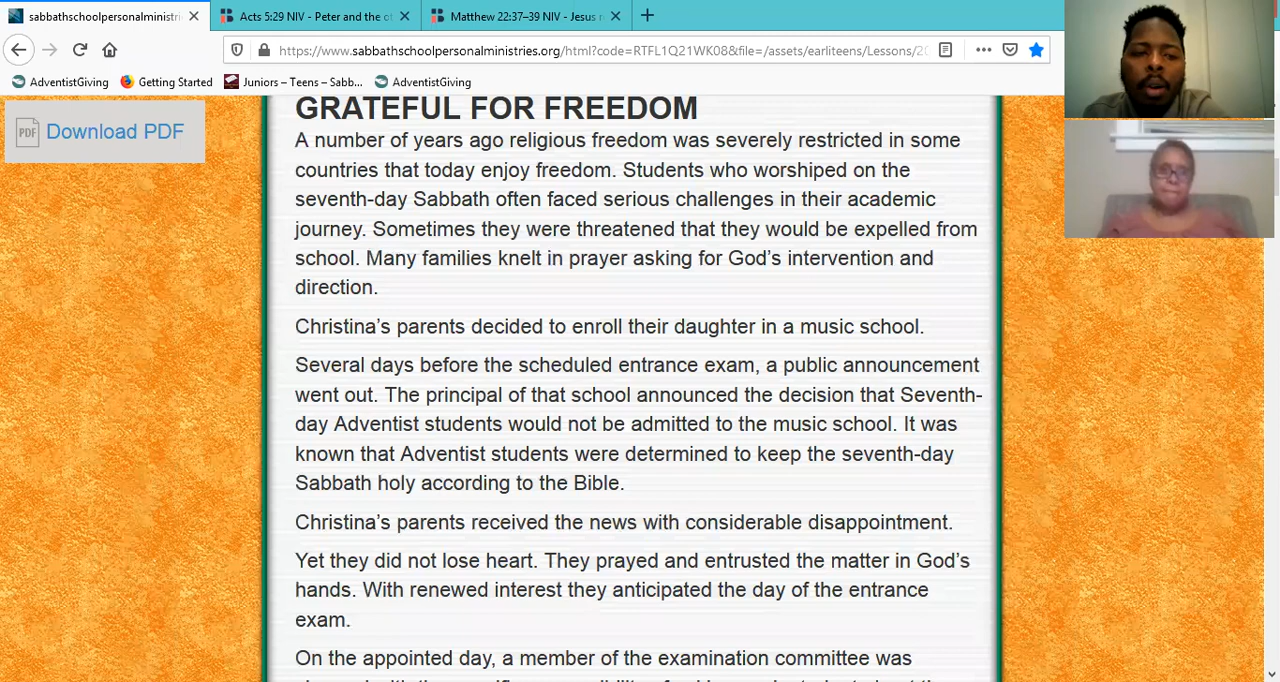 sabbathschoolpersonalministri
Acts 5:29 NIV - Peter and the ot
Matthew 22:37–39 NIV - Jesus r
https://www.sabbathschoolpersonalministries.org/html?code=RTFL1Q21WK08&file=/assets/earliteens/Lessons/20
AdventistGiving
Getting Started
Juniors – Teens – Sabb...
AdventistGiving
PDF Download PDF
GRATEFUL FOR FREEDOM
A number of years ago religious freedom was severely restricted in some
countries that today enjoy freedom. Students who worshiped on the
seventh-day Sabbath often faced serious challenges in their academic
journey. Sometimes they were threatened that they would be expelled from
school. Many families knelt in prayer asking for God’s intervention and
direction.
Christina’s parents decided to enroll their daughter in a music school.
Several days before the scheduled entrance exam, a public announcement
went out. The principal of that school announced the decision that Seventh-
day Adventist students would not be admitted to the music school. It was
known that Adventist students were determined to keep the seventh-day
Sabbath holy according to the Bible.
Christina’s parents received the news with considerable disappointment.
Yet they did not lose heart. They prayed and entrusted the matter in God’s
hands. With renewed interest they anticipated the day of the entrance
exam.
On the appointed day, a member of the examination committee was